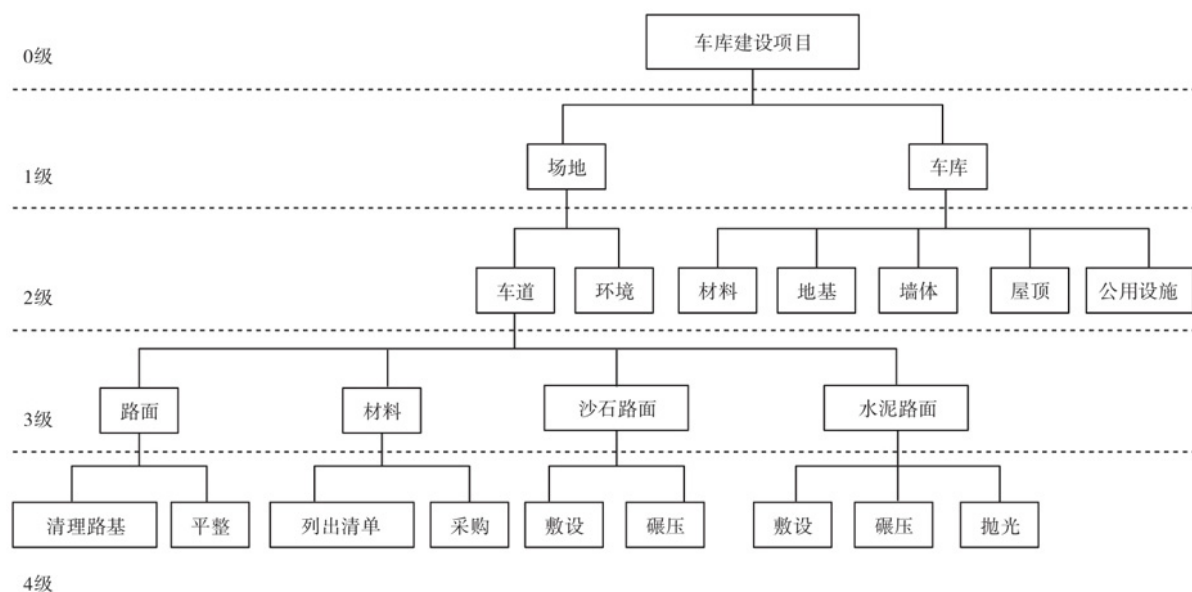 0级
车库建设项目
1级
场地
车库
2级
车道
环境
材料
地基
墙体
屋顶
公用设施
3级
路面
材料
沙石路面
水泥路面
清理路基
平整
列出清单
采购
敷设
碾压
敷设
碾压
抛光
4级